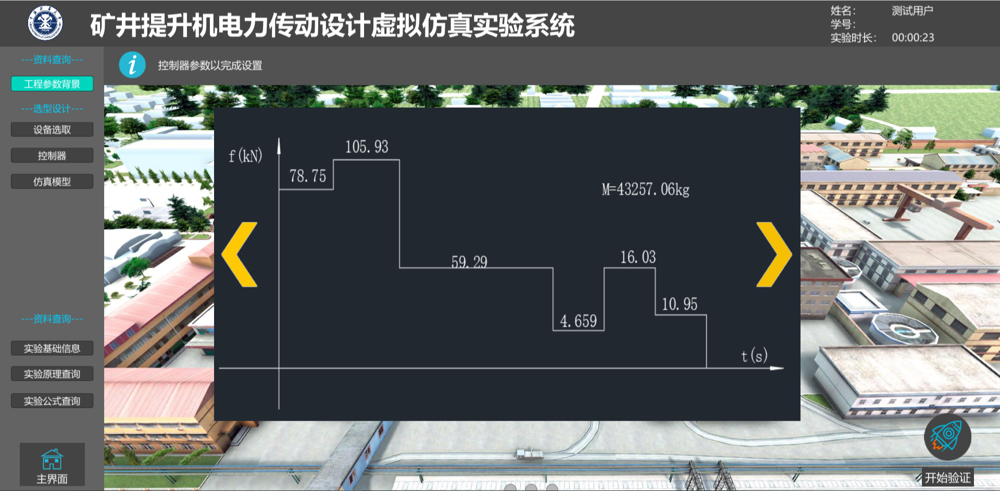 矿井提升机电力传动设计虚拟仿真实验系统
姓名： 测试用户
学号：
实验时长： 00:00:23
---资料查询---
工程参数背景
---选型设计---
设备选取
控制器
仿真模型
---资料查询---
实验基础信息
实验原理查询
实验公式查询
主界面
i 控制器参数以完成设置
f(kN)
78.75
105.93
M=43257.06kg
59.29
16.03
4.659
10.95
t(s)
开始验证